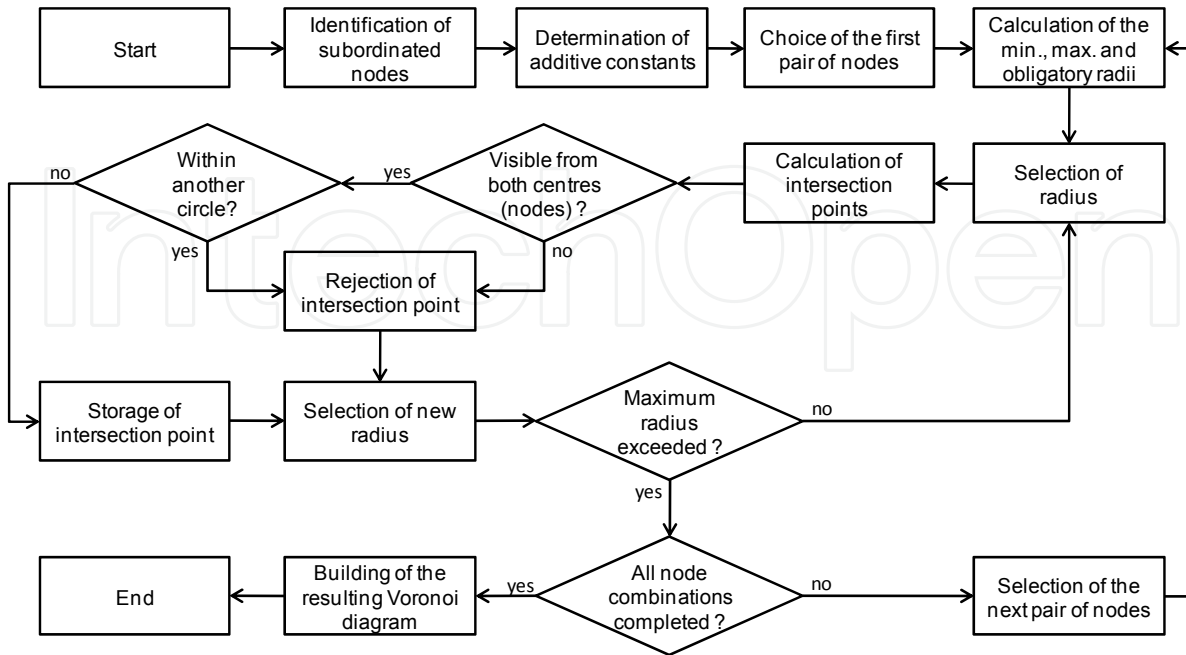 Start
Identification of
subordinated
nodes
Determination of
additive constants
Choice of the first
pair of nodes
Calculation of the
min., max. and
obligatory radii
no
Within
another
circle?
yes
yes
Visible from
both centres
(nodes) ?
no
Calculation of
intersection
points
Selection of
radius
Rejection of
intersection point
IntechOpen
Storage of
intersection point
Selection of new
radius
Maximum
radius
exceeded ?
no
yes
End
Building of the
resulting Voronoi
diagram
yes
All node
combinations
completed ?
no
Selection of the
next pair of nodes